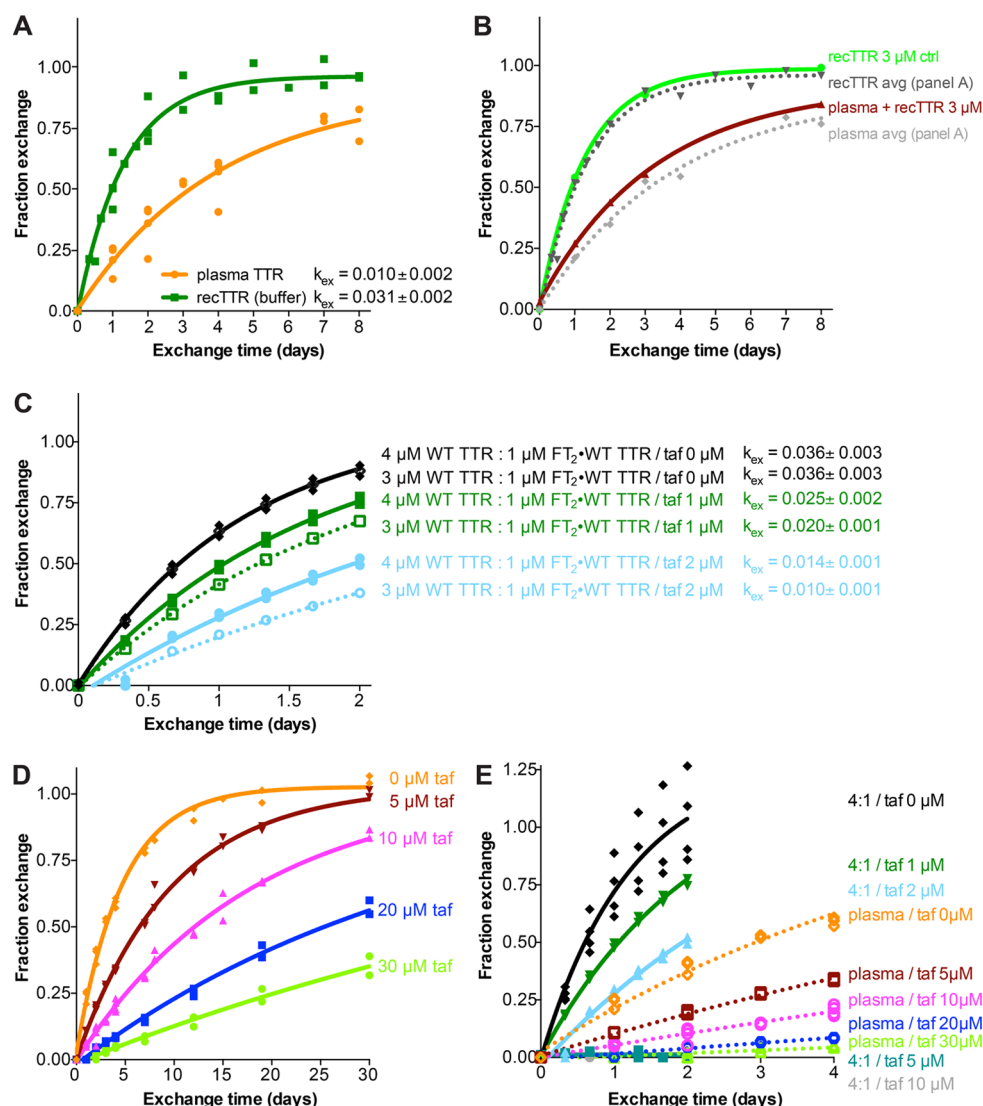 A
1.00
0.75
0.50
0.25
0.0
Fraction exchange
plasma TTR kex = 0.010±0.002
recTTR (buffer) kex = 0.031±0.002
0 1 2 3 4 5 6 7 8
Exchange time (days)
B
1.00
0.75
0.50
0.25
0.00
Fraction exchange
recTTR 3 µM ctrl
recTTR avg (panel A)
plasma + recTTR 3 µM
plasma avg (panel A)
0 1 2 3 4 5 6 7 8
Exchange time (days)
C
1.00
0.75
0.50
0.25
0.00
Fraction exchange
4 µM WT TTR : 1 µM FT2•WT TTR / taf 0 µM kex = 0.036± 0.003
3 µM WT TTR : 1 µM FT2•WT TTR / taf 0 µM kex = 0.036± 0.003
4 µM WT TTR : 1 µM FT2•WT TTR / taf 1 µM kex = 0.025± 0.002
3 µM WT TTR : 1 µM FT2•WT TTR / taf 1 µM kex = 0.020± 0.001
4 µM WT TTR : 1 µM FT2•WT TTR / taf 2 µM kex = 0.014± 0.001
3 µM WT TTR : 1 µM FT2•WT TTR / taf 2 µM kex = 0.010± 0.001
0 0.5 1 1.5 2
Exchange time (days)
D
1.00
0.75
0.50
0.25
0.00
Fraction exchange
0 µM taf
5 µM taf
10 µM taf
20 µM taf
30 µM taf
0 5 10 15 20 25 30
Exchange time (days)
E
1.25
1.00
0.75
0.50
0.25
0.00
Fraction exchange
4:1 / taf 0 µM
4:1 / taf 1 µM
4:1 / taf 2 µM
plasma / taf 0µM
plasma / taf 5µM
plasma / taf 10µM
plasma / taf 20µM
plasma / taf 30µM
4:1 / taf 5 µM
4:1 / taf 10 µM
0 1 2 3 4
Exchange time (days)